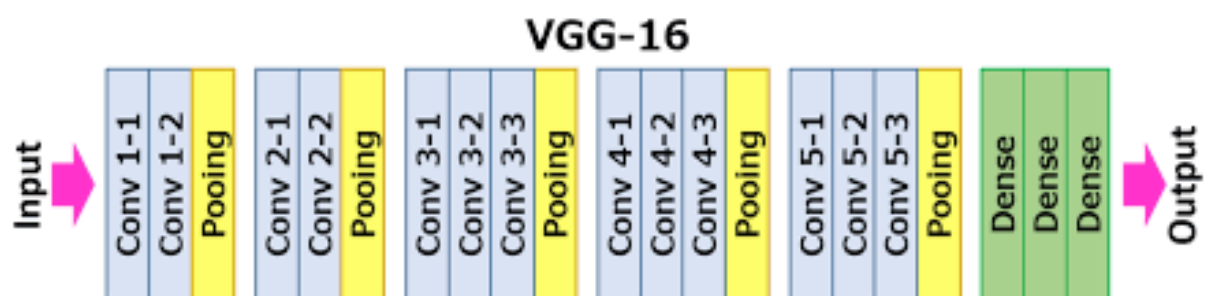 VGG-16
Input
Conv 1-1
Conv 1-2
Pooing
Conv 2-1
Conv 2-2
Pooing
Conv 3-1
Conv 3-2
Conv 3-3
Pooing
Conv 4-1
Conv 4-2
Conv 4-3
Pooing
Conv 5-1
Conv 5-2
Conv 5-3
Pooing
Dense
Dense
Dense
Output